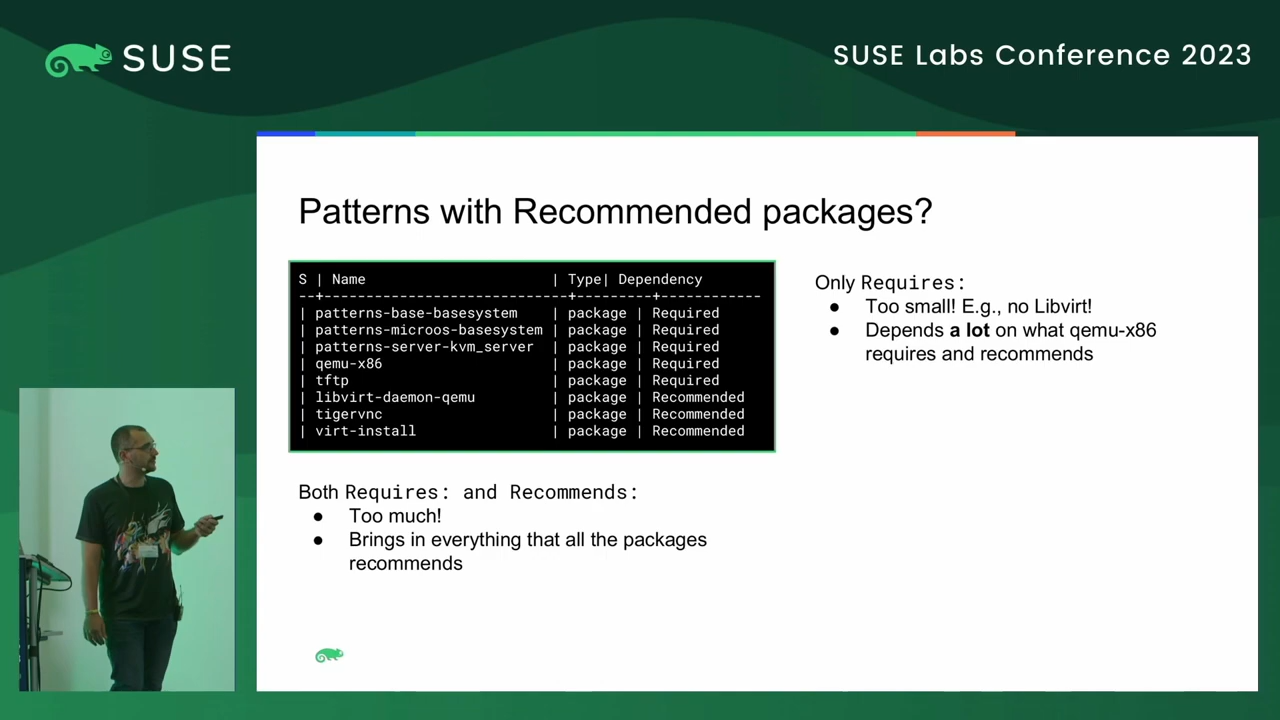 SUSE
SUSE Labs Conference 2023
Patterns with Recommended packages?
S | Name | Type| Dependency
--+-----------------------------+---------+------------
| patterns-base-basesystem | package | Required
| patterns-microos-basesystem | package | Required
| patterns-server-kvm_server | package | Required
| qemu-x86 | package | Required
| tftp | package | Required
| libvirt-daemon-qemu | package | Recommended
| tigervnc | package | Recommended
| virt-install | package | Recommended
Both Requires: and Recommends:
● Too much!
● Brings in everything that all the packages
recommends
Only Requires:
● Too small! E.g., no Libvirt!
● Depends a lot on what qemu-x86
requires and recommends